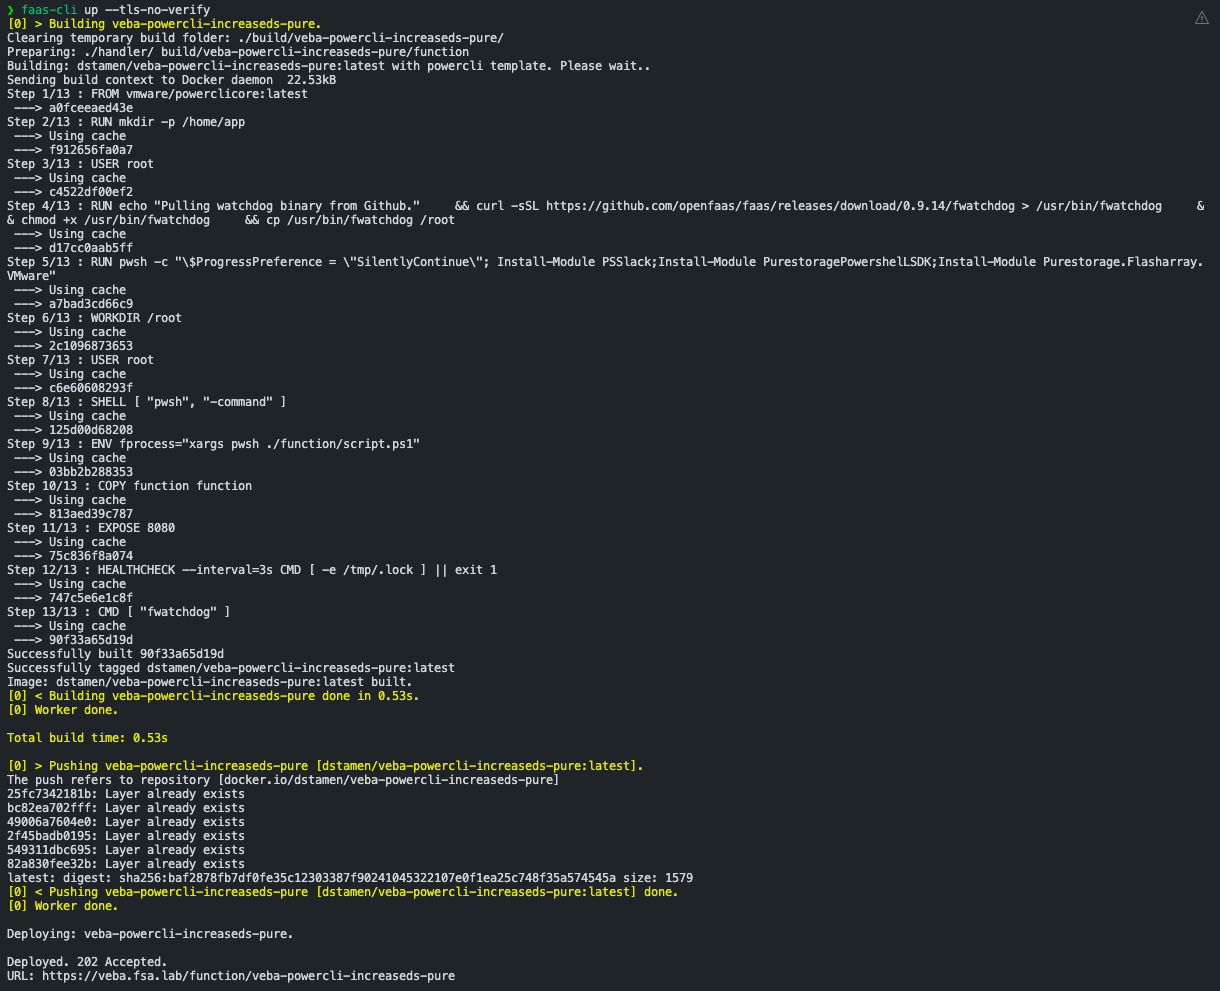 ❯ faas-cli up --tls-no-verify
[0] > Building veba-powercli-increaseds-pure.
Clearing temporary build folder: ./build/veba-powercli-increaseds-pure/
Preparing: ./handler/ build/veba-powercli-increaseds-pure/function
Building: dstamen/veba-powercli-increaseds-pure:latest with powercli template. Please wait..
Sending build context to Docker daemon  22.53kB
Step 1/13 : FROM vmware/powerclicore:latest
 ---> a0fceeaed43e
Step 2/13 : RUN mkdir -p /home/app
 ---> Using cache
 ---> f912656fa0a7
Step 3/13 : USER root
 ---> Using cache
 ---> c4522df00ef2
Step 4/13 : RUN echo "Pulling watchdog binary from Github."     && curl -sSL https://github.com/openfaas/faas/releases/download/0.9.14/fwatchdog > /usr/bin/fwatchdog     &
& chmod +x /usr/bin/fwatchdog     && cp /usr/bin/fwatchdog /root
 ---> Using cache
 ---> d17cc0aab5ff
Step 5/13 : RUN pwsh -c "\$ProgressPreference = \"SilentlyContinue\"; Install-Module PSSlack;Install-Module PurestoragePowershelLSDK;Install-Module Purestorage.Flasharray.
VMware"
 ---> Using cache
 ---> a7bad3cd66c9
Step 6/13 : WORKDIR /root
 ---> Using cache
 ---> 2c1096873653
Step 7/13 : USER root
 ---> Using cache
 ---> c6e60608293f
Step 8/13 : SHELL [ "pwsh", "-command" ]
 ---> Using cache
 ---> 125d00d68208
Step 9/13 : ENV fprocess="xargs pwsh ./function/script.ps1"
 ---> Using cache
 ---> 03bb2b288353
Step 10/13 : COPY function function
 ---> Using cache
 ---> 813aed39c787
Step 11/13 : EXPOSE 8080
 ---> Using cache
 ---> 75c836f8a074
Step 12/13 : HEALTHCHECK --interval=3s CMD [ -e /tmp/.lock ] || exit 1
 ---> Using cache
 ---> 747c5e6e1c8f
Step 13/13 : CMD [ "fwatchdog" ]
 ---> Using cache
 ---> 90f33a65d19d
Successfully built 90f33a65d19d
Successfully tagged dstamen/veba-powercli-increaseds-pure:latest
Image: dstamen/veba-powercli-increaseds-pure:latest built.
[0] < Building veba-powercli-increaseds-pure done in 0.53s.
[0] Worker done.

Total build time: 0.53s

[0] > Pushing veba-powercli-increaseds-pure [dstamen/veba-powercli-increaseds-pure:latest].
The push refers to repository [docker.io/dstamen/veba-powercli-increaseds-pure]
25fc7342181b: Layer already exists
bc82ea702fff: Layer already exists
49006a7604e0: Layer already exists
2f45badb0195: Layer already exists
549311dbc695: Layer already exists
82a830fee32b: Layer already exists
latest: digest: sha256:baf2878fb7df0fe35c12303387f90241045322107e0f1ea25c748f35a574545a size: 1579
[0] < Pushing veba-powercli-increaseds-pure [dstamen/veba-powercli-increaseds-pure:latest] done.
[0] Worker done.

Deploying: veba-powercli-increaseds-pure.

Deployed. 202 Accepted.
URL: https://veba.fsa.lab/function/veba-powercli-increaseds-pure